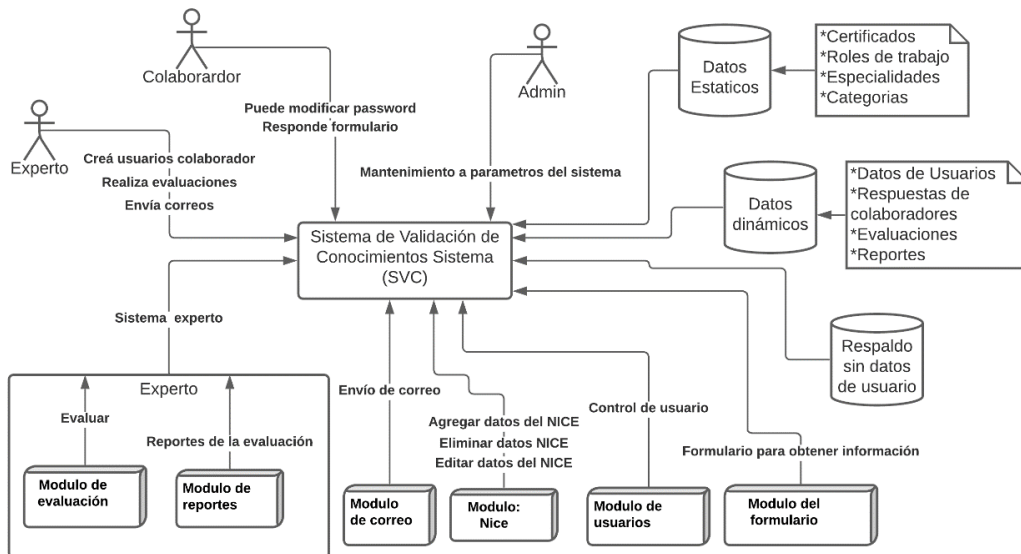 Colaborardor
Puede modificar password
Responde formulario
Admin
Mantenimiento a parametros del sistema
Experto
Creá usuarios colaborador
Realiza evaluaciones
Envía correos
Datos
Estaticos
*Certificados
*Roles de trabajo
*Especialidades
*Categorias
Datos
dinámicos
*Datos de Usuarios
*Respuestas de
colaboradores
*Evaluaciones
*Reportes
Sistema de Validación de
Conocimientos Sistema
(SVC)
Respaldo
sin datos
de usuario
Sistema experto
Experto
Evaluar
Reportes de la evaluación
Modulo de
evaluación
Modulo de
reportes
Envío de correo
Modulo
de correo
Agregar datos del NICE
Eliminar datos NICE
Editar datos del NICE
Modulo:
Nice
Control de usuario
Modulo de
usuarios
Formulario para obtener información
Modulo del
formulario